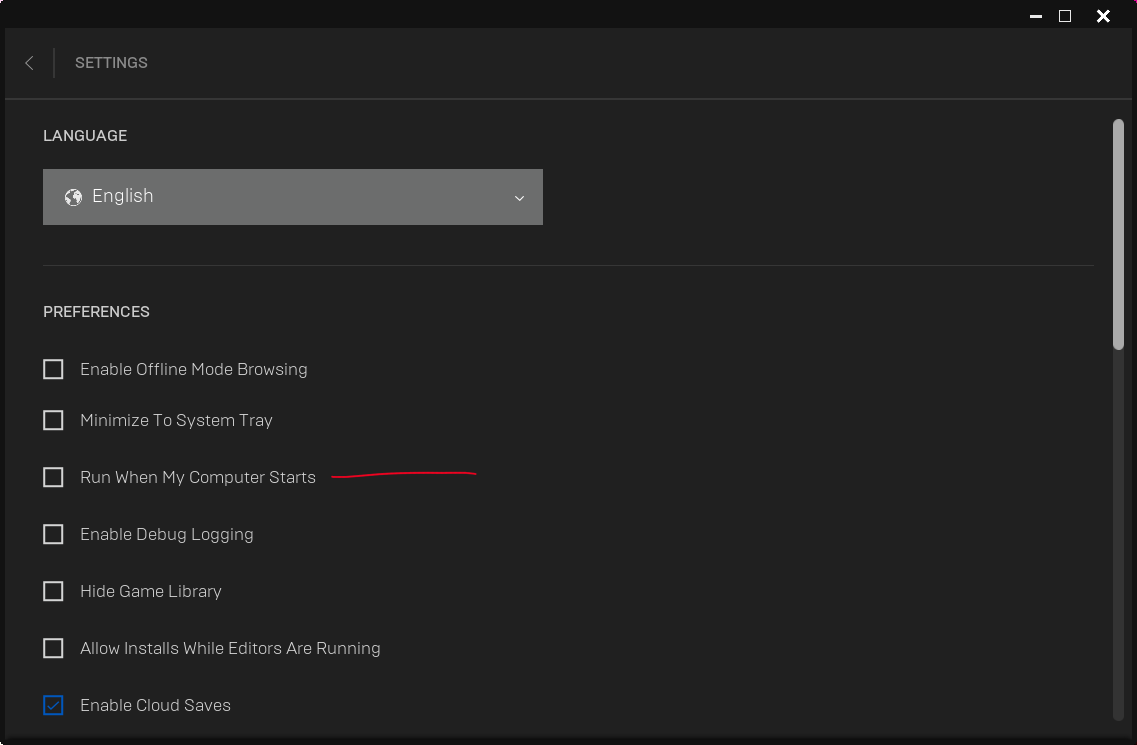 SETTINGS
LANGUAGE
English
PREFERENCES
Enable Offline Mode Browsing
Minimize To System Tray
Run When My Computer Starts
Enable Debug Logging
Hide Game Library
Allow Installs While Editors Are Running
Enable Cloud Saves